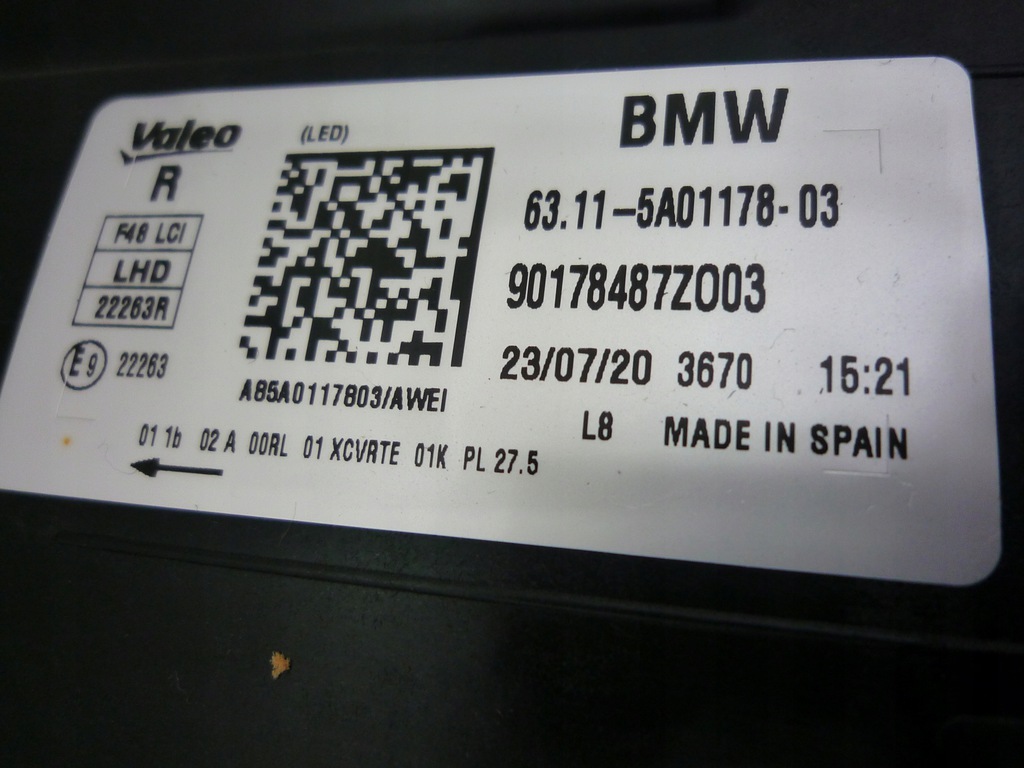 Valeo
(LED)
BMW
R
F48 LCI
LHD
22263R
E9 22263
63.11-5A01178-03
90178487Z003
23/07/20 3670 15:21
A85A0117803/AWEI
L8 MADE IN SPAIN
01 1b 02 A 00RL 01 XCVRTE 01K PL 27.5